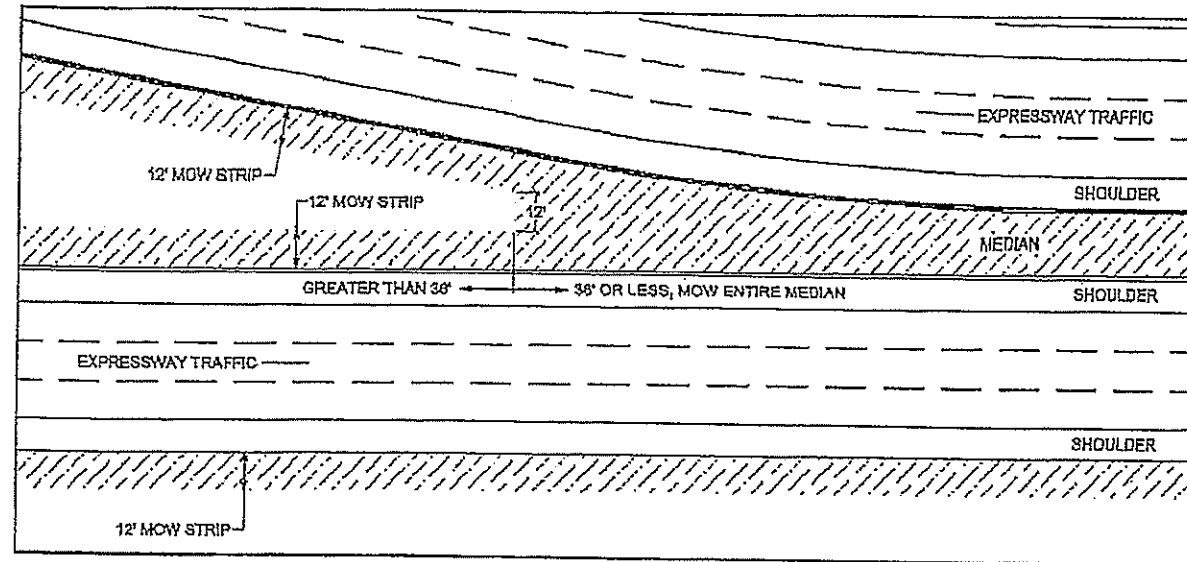 EXPRESSWAY TRAFFIC
12' MOW STRIP
SHOULDER
12' MOW STRIP
12'
MEDIAN
GREATER THAN 36'
36' OR LESS, MOW ENTIRE MEDIAN
SHOULDER
EXPRESSWAY TRAFFIC
SHOULDER
12' MOW STRIP